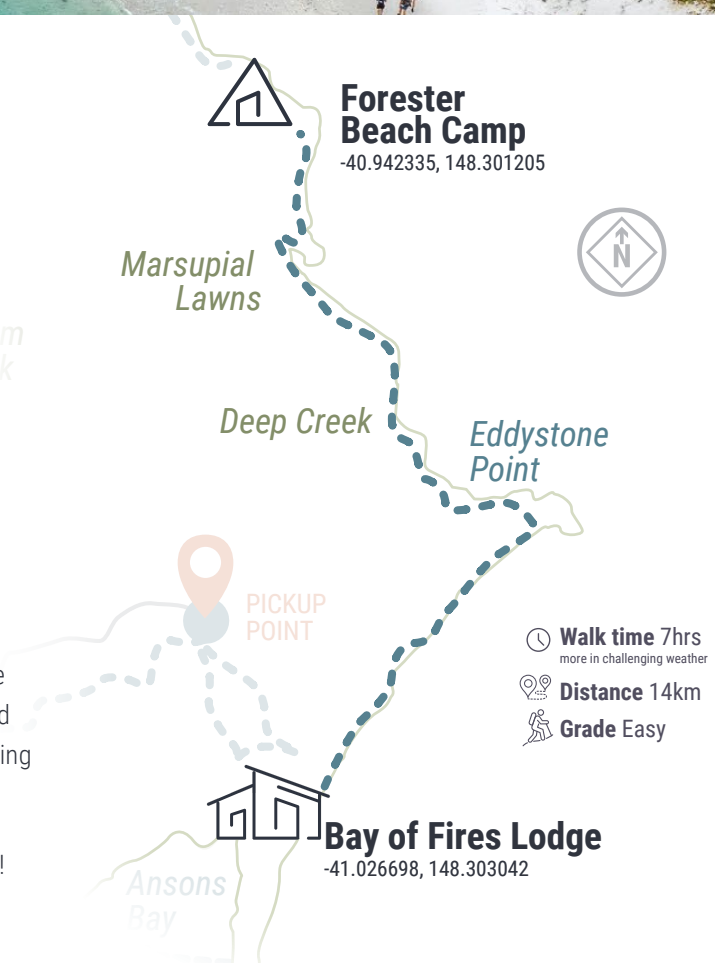 Forester
Beach Camp
-40.942335, 148.301205
N
Marsupial
Lawns
m
k
Deep Creek
Eddystone
Point
PICKUP
POINT
Walk time 7hrs
more in challenging weather
e
Distance 14km
d
Grade Easy
ing
Bay of Fires Lodge
-41.026698, 148.303042
!
Ansons
Bay